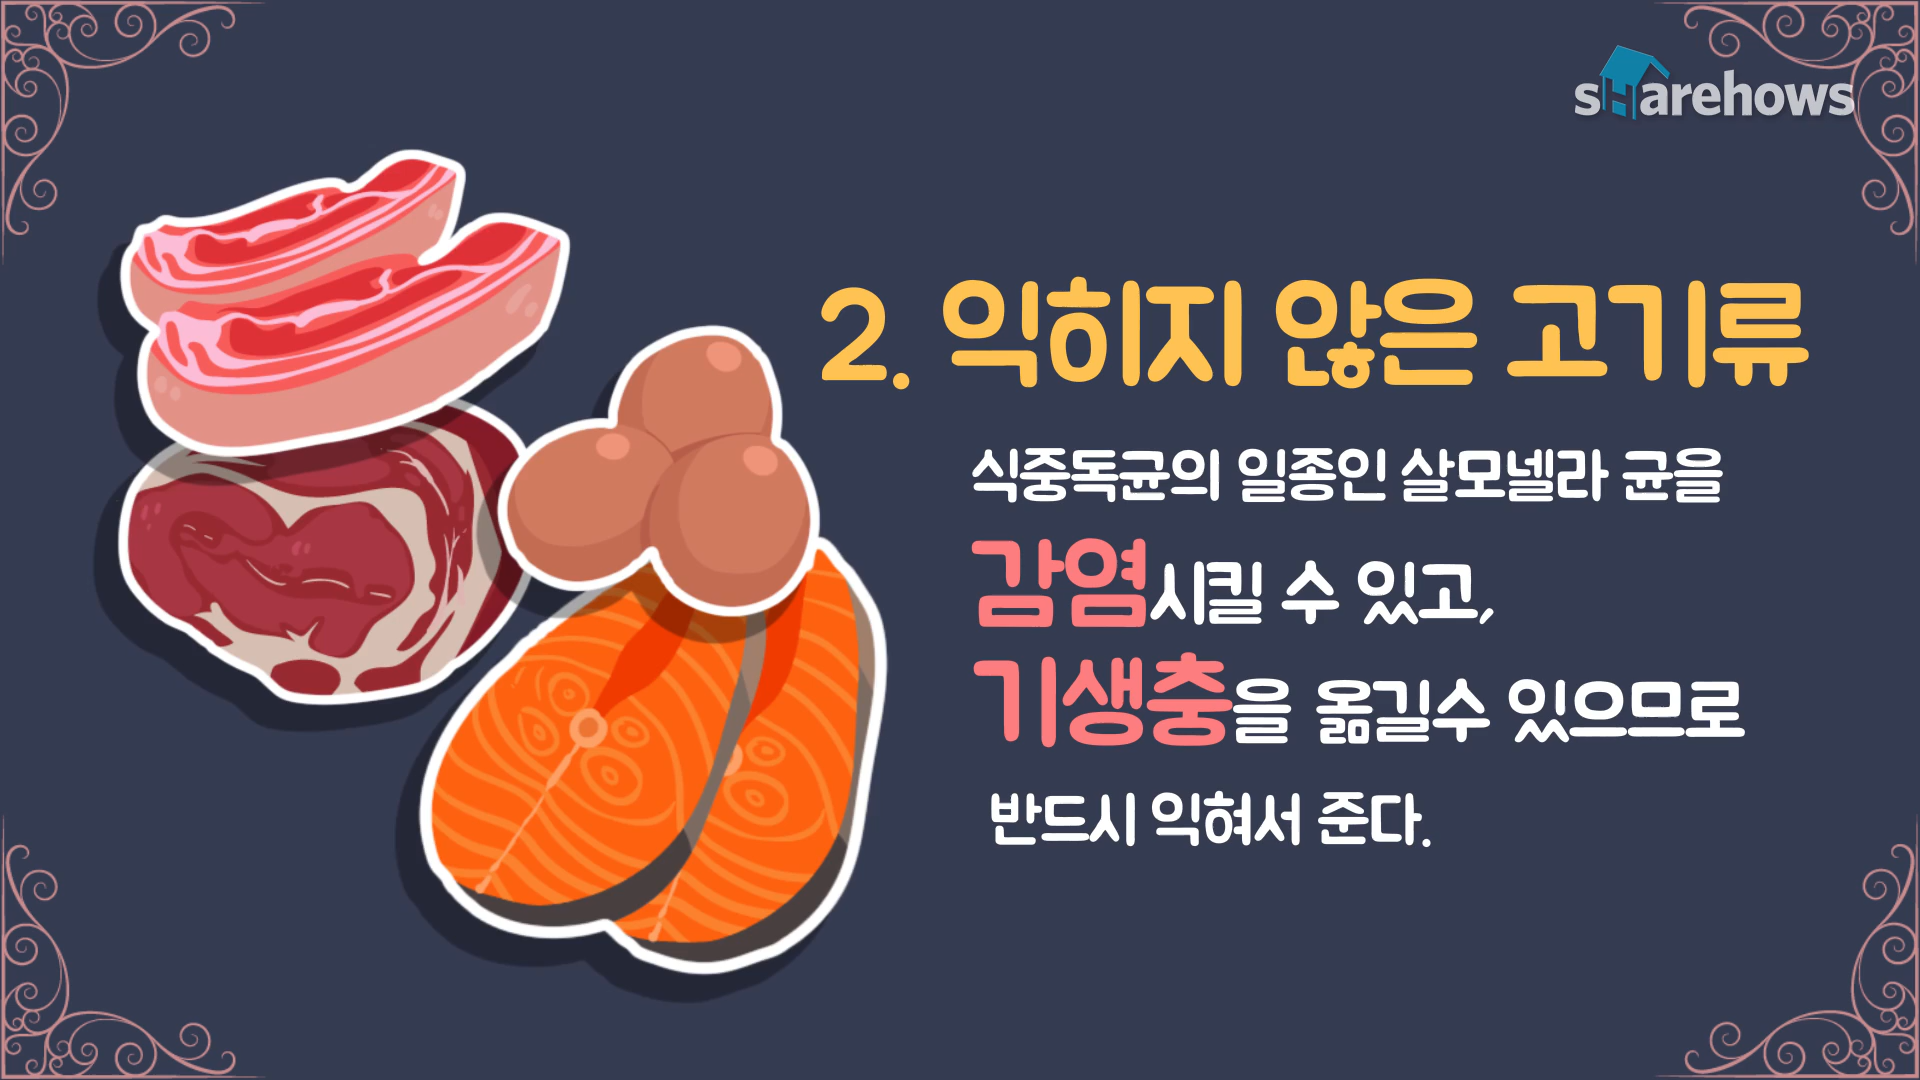 sHarehows
2. 익히지 않은 고기류
식중독균의 일종인 살모넬라 균을
감염시킬 수 있고,
기생충을 옮길수 있으므로
반드시 익혀서 준다.